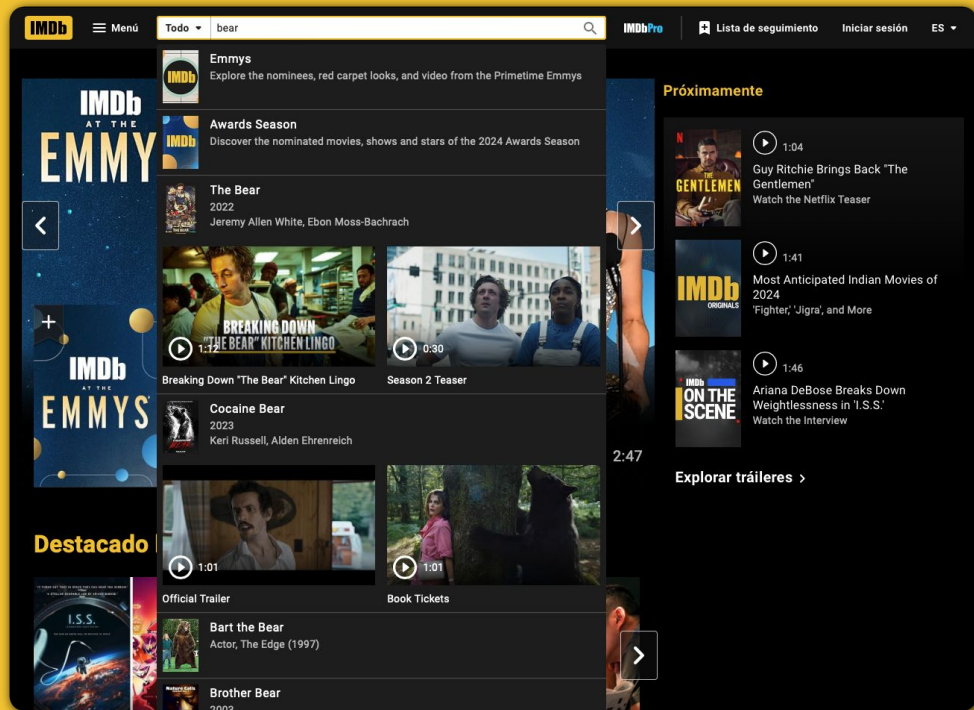 IMDb
Menú
Todo
bear
IMDbPro
Lista de seguimiento
Iniciar sesión
ES
IMDb
AT THE
EMMY
IMDb
AT THE
EMMYS
Destacado
I.S.S.
IMDb
Emmys
Explore the nominees, red carpet looks, and video from the Primetime Emmys
IMDb
Awards Season
Discover the nominated movies, shows and stars of the 2024 Awards Season
The Bear
2022
Jeremy Allen White, Ebon Moss-Bachrach
BREAKING DOWN
"THE BEAR" KITCHEN LINGO
1:12
0:30
Breaking Down "The Bear" Kitchen Lingo
Season 2 Teaser
Cocaine Bear
2023
Keri Russell, Alden Ehrenreich
1:01
1:01
Official Trailer
Book Tickets
Bart the Bear
Actor, The Edge (1997)
Brother Bear
2003
2:47
Próximamente
N
THE
GENTLEMEN
1:04
Guy Ritchie Brings Back "The
Gentlemen"
Watch the Netflix Teaser
IMDb
ORIGINALS
1:41
Most Anticipated Indian Movies of
2024
'Fighter,' 'Jigra', and More
IMDb
ON THE
SCENE
1:46
Ariana DeBose Breaks Down
Weightlessness in 'I.S.S.'
Watch the Interview
Explorar tráileres